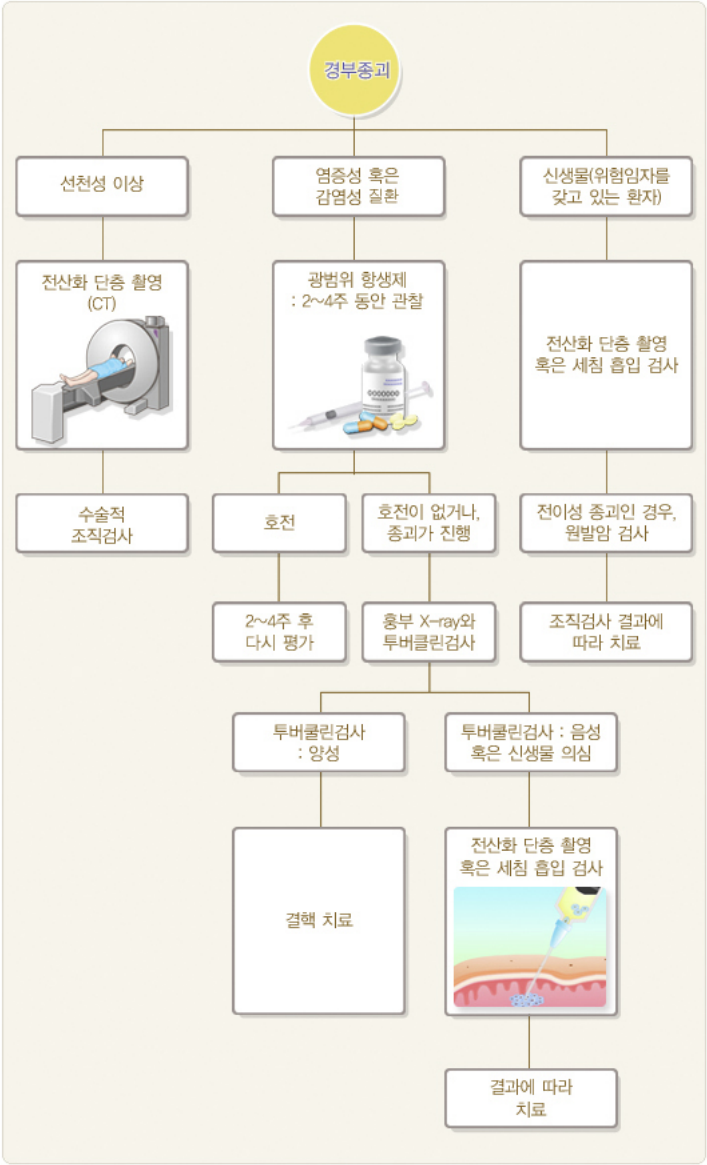 경부종괴
선천성 이상
염증성 혹은
감염성 질환
신생물(위험임자를
갖고 있는 환자)
전산화 단층 촬영
(CT)
광범위 항생제
: 2~4주 동안 관찰
전산화 단층 촬영
혹은 세침 흡입 검사
수술적
조직검사
호전
호전이 없거나,
종괴가 진행
전이성 종괴인 경우,
원발암 검사
2~4주 후
다시 평가
흉부 X-ray와
투버클린검사
조직검사 결과에
따라 치료
투버쿨린검사
: 양성
투버쿨린검사 : 음성
혹은 신생물 의심
결핵 치료
전산화 단층 촬영
혹은 세침 흡입 검사
결과에 따라
치료